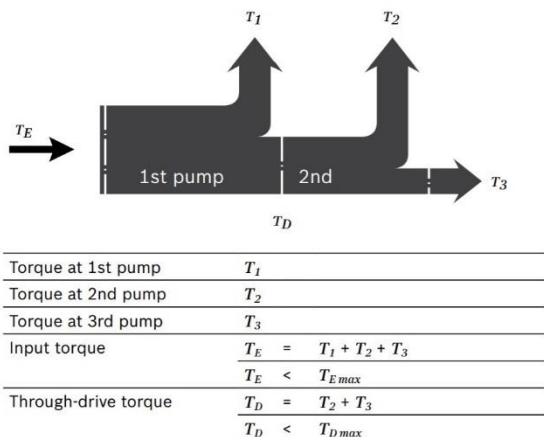 T1 T2
TE
1st pump 2nd T3
TD
Torque at 1st pump T1
Torque at 2nd pump T2
Torque at 3rd pump T3
Input torque TE = T1 + T2 + T3
TE < TE max
Through-drive torque TD = T2 + T3
TD < TD max